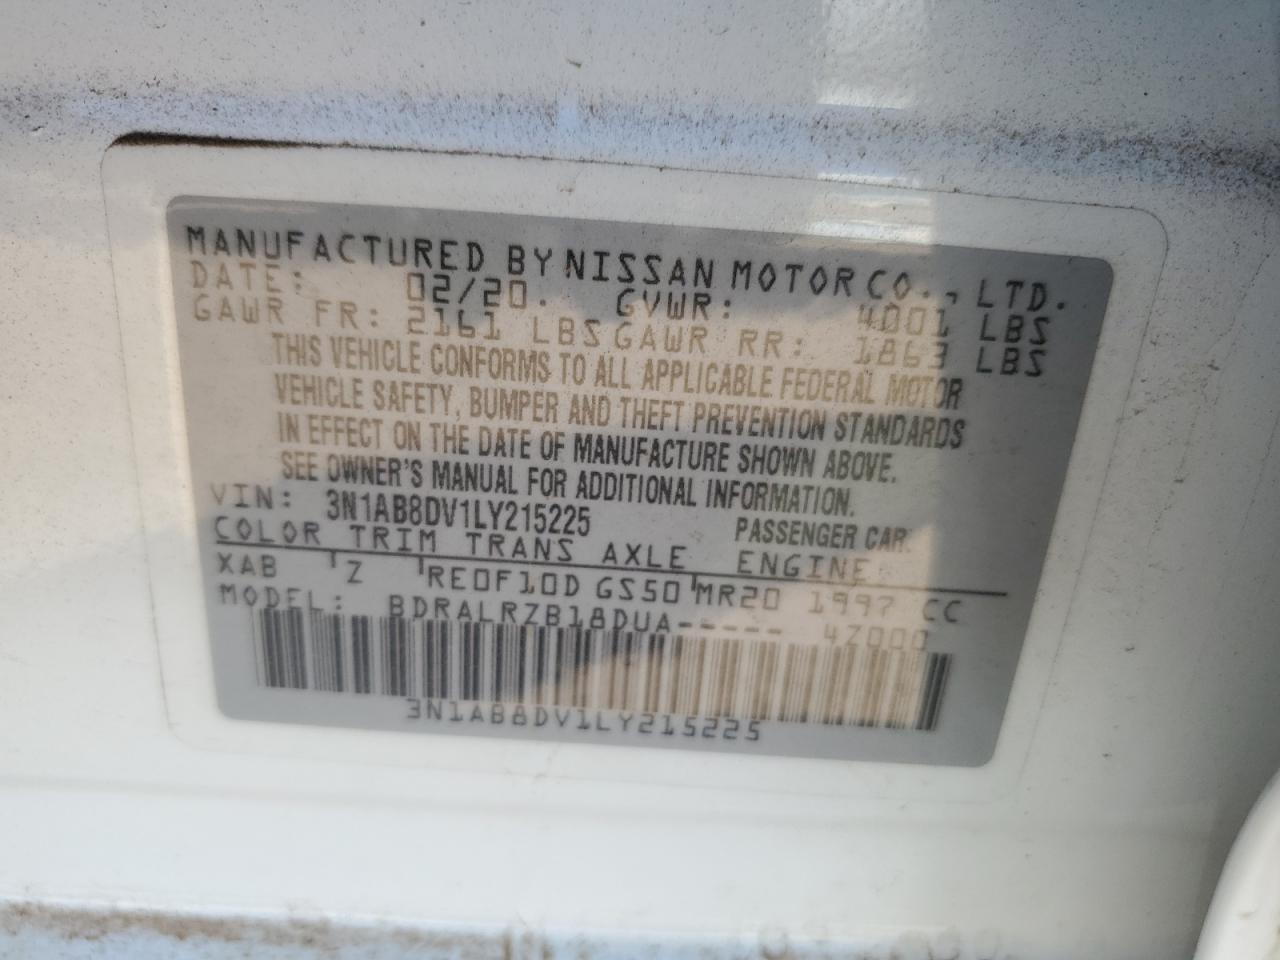 MANUFACTURED BY NISSAN MOTOR CO., LTD.
DATE: 02/20. GVWR: 4001 LBS
GAWR FR: 2161 LBS GAWR RR: 1863 LBS
THIS VEHICLE CONFORMS TO ALL APPLICABLE FEDERAL MOTOR
VEHICLE SAFETY, BUMPER AND THEFT PREVENTION STANDARDS
IN EFFECT ON THE DATE OF MANUFACTURE SHOWN ABOVE.
SEE OWNER'S MANUAL FOR ADDITIONAL INFORMATION.
VIN: 3N1AB8DV1LY215225 PASSENGER CAR.
COLOR TRIM TRANS AXLE ENGINE
XAB Z RE0F10D GS50 MR20 1997 CC
MODEL: BDRALRZB18DUA----- 4Z000
3N1AB8DV1LY215225